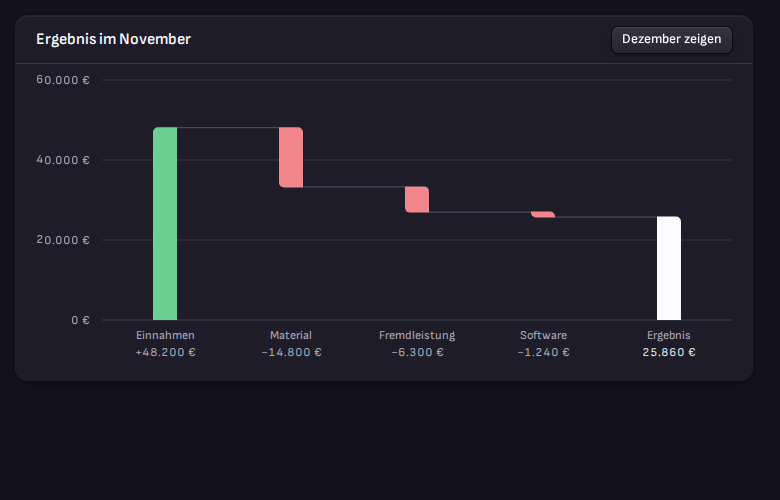 Ergebnis im November
Dezember zeigen
60.000 €
40.000 €
20.000 €
0 €
Einnahmen
+48.200 €
Material
−14.800 €
Fremdleistung
−6.300 €
Software
−1.240 €
Ergebnis
25.860 €